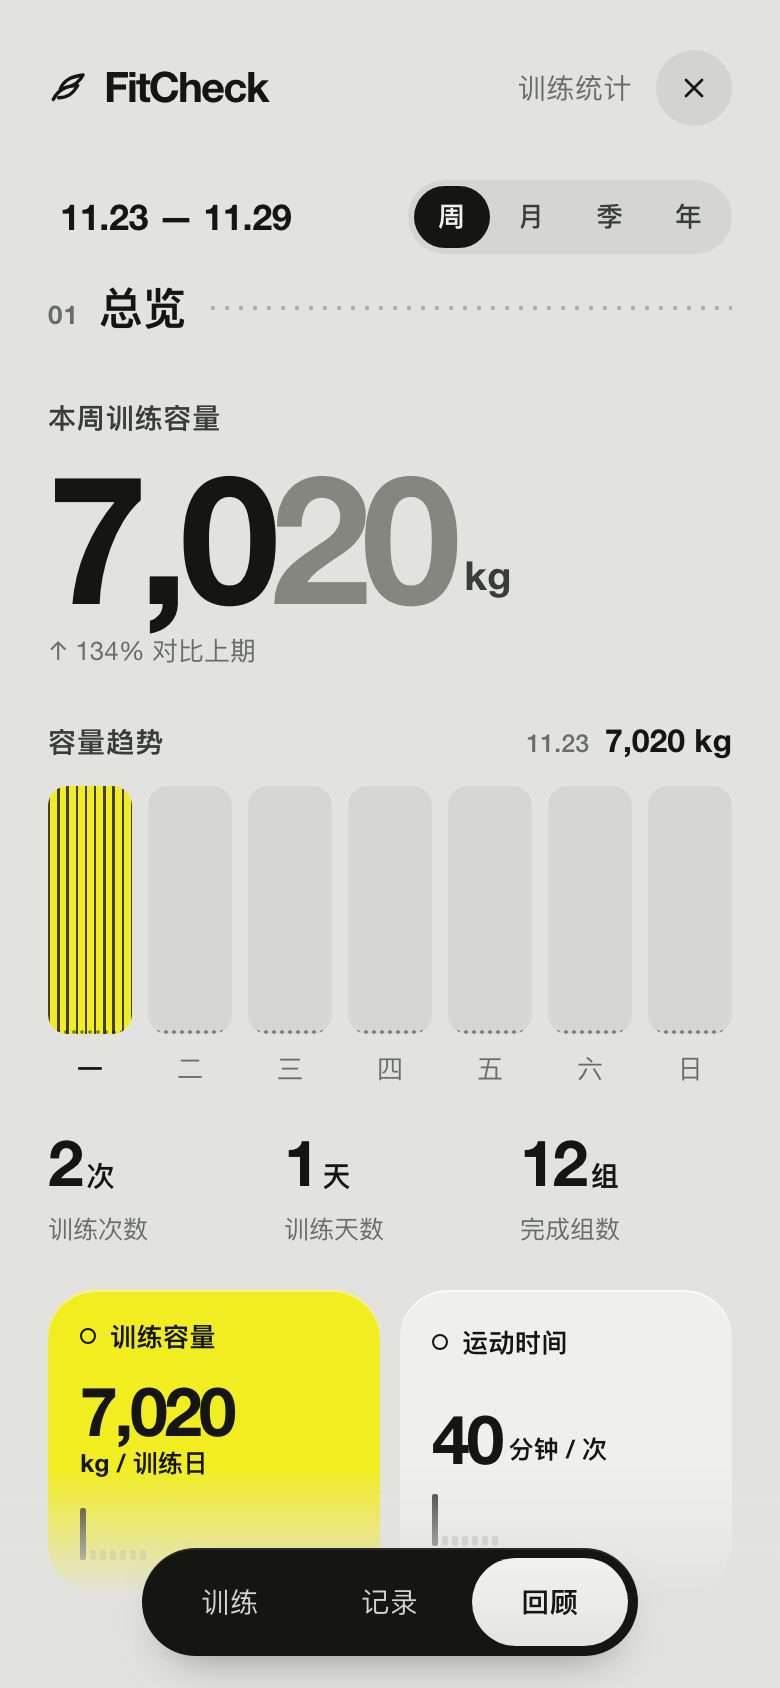 FitCheck
训练统计
11.23 — 11.29
周 月 季 年
01 总览
本周训练容量
7,020 kg
↑ 134% 对比上期
容量趋势
11.23 7,020 kg
一 二 三 四 五 六 日
2次 1天 12组
训练次数 训练天数 完成组数
训练容量
7,020
kg / 训练日
运动时间
40 分钟 / 次
训练 记录 回顾